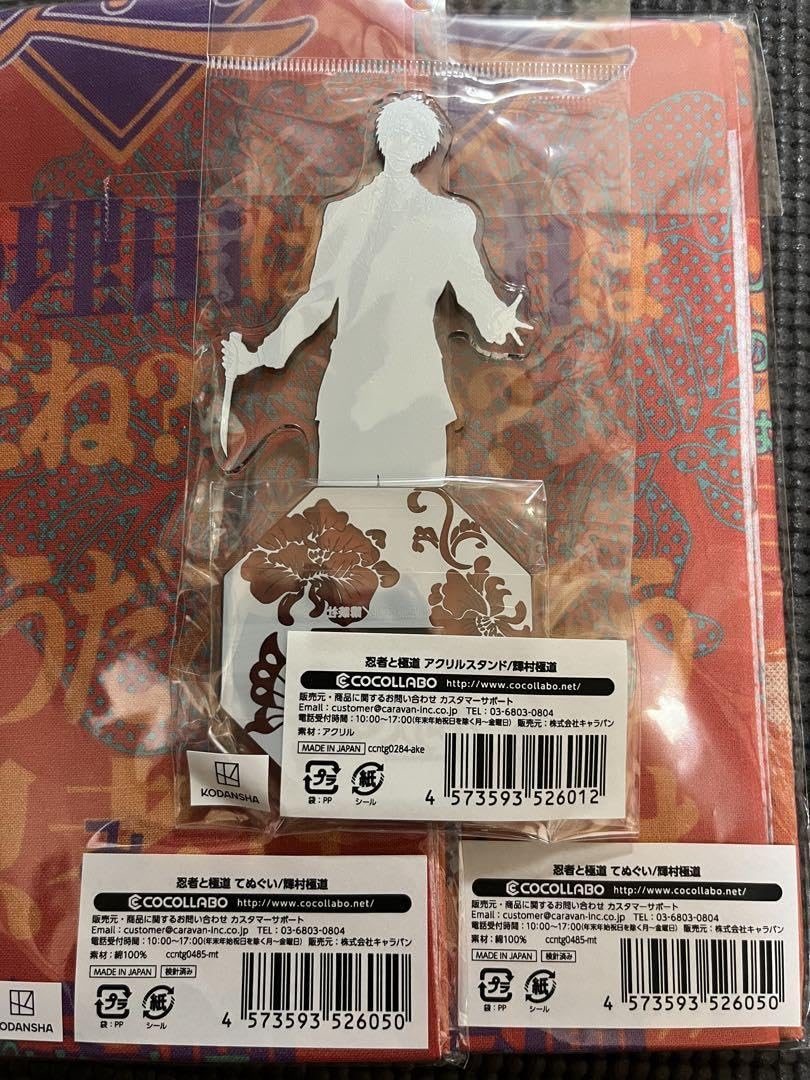 理由は
は
ね?
うた
忍者と極道 アクリルスタンド/輝村極道
COCOLLABO http://www.cocollabo.net/
販売元・商品に関するお問い合わせ カスタマーサポート
Email:customer@caravan-inc.co.jp TEL:03-6803-0804
電話受付時間:10:00~17:00(年末年始祝日を除く月~金曜日) 販売元:株式会社キャラバン
素材:アクリル
MADE IN JAPAN ccntg0284-ake
プラ 紙
袋:PP シール
4 573593 526012
KODANSHA
忍者と極道 てぬぐい/輝村極道
COCOLLABO http://www.cocollabo.net/
販売元・商品に関するお問い合わせ カスタマーサポート
Email:customer@caravan-inc.co.jp TEL:03-6803-0804
電話受付時間:10:00~17:00(年末年始祝日を除く月~金曜日) 販売元:株式会社キャラバン
素材:綿100% ccntg0485-mt
MADE IN JAPAN 検針済み
プラ 紙
袋:PP シール
4 573593 526050
ODANSHA
忍者と極道 てぬぐい/輝村極道
COCOLLABO http://www.cocollabo.net/
販売元・商品に関するお問い合わせ カスタマーサポート
Email:customer@caravan-inc.co.jp TEL:03-6803-0804
電話受付時間:10:00~17:00(年末年始祝日を除く月~金曜日) 販売元:株式会社キャラバン
素材:綿100% ccntg0485-mt
MADE IN JAPAN 検針済み
プラ 紙
袋:PP シール
4 573593 526050